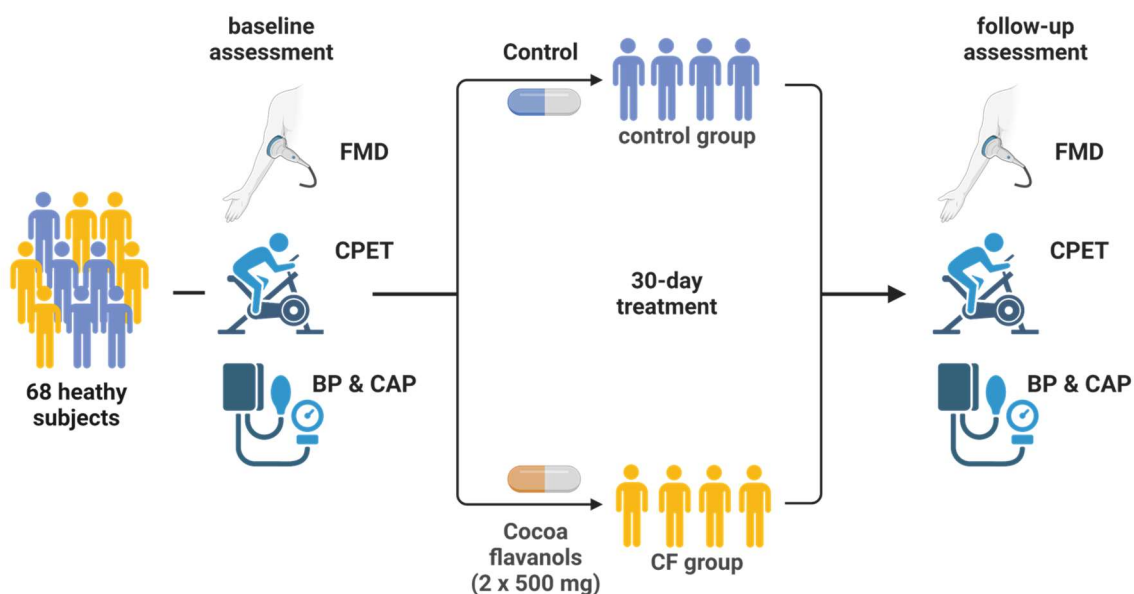 baseline
assessment
FMD
CPET
BP & CAP
68 heathy
subjects
Control
control group
30-day
treatment
Cocoa
flavanols
(2 x 500 mg)
CF group
follow-up
assessment
FMD
CPET
BP & CAP